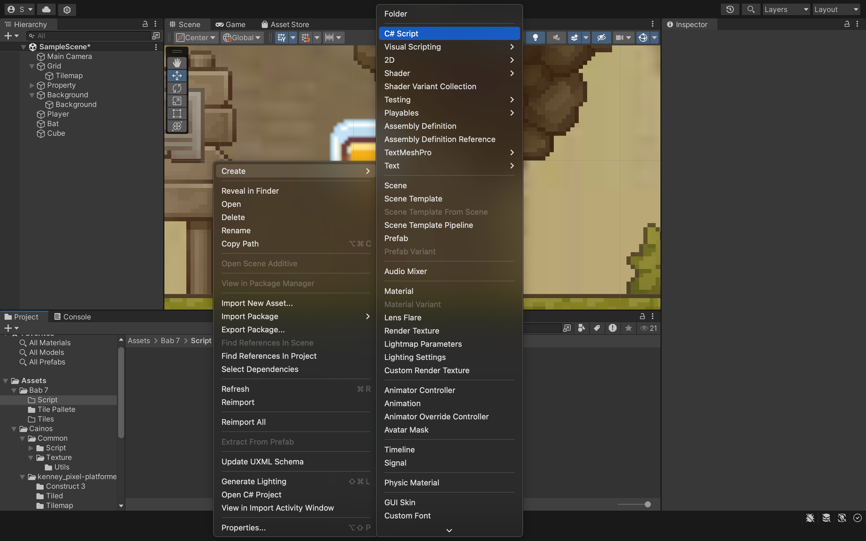 S
Layers
Layout
Hierarchy
All
SampleScene*
Main Camera
Grid
Tilemap
Property
Background
Background
Player
Bat
Cube
Scene
Game
Asset Store
Center
Global
Inspector
Project
Console
21
All Materials
All Models
All Prefabs
Assets
Bab 7
Script
Tile Pallete
Tiles
Cainos
Common
Script
Texture
Utils
kenney_pixel-platforme
Construct 3
Tiled
Tilemap
Assets > Bab 7 > Script
Create
Reveal in Finder
Open
Delete
Rename
Copy Path ⌥⌘C
Open Scene Additive
View in Package Manager
Import New Asset...
Import Package
Export Package...
Find References In Scene
Find References In Project
Select Dependencies
Refresh ⌘R
Reimport
Reimport All
Extract From Prefab
Update UXML Schema
Generate Lighting ⇧⌘L
Open C# Project
View in Import Activity Window
Properties... ⌥⇧P
Folder
C# Script
Visual Scripting
2D
Shader
Shader Variant Collection
Testing
Playables
Assembly Definition
Assembly Definition Reference
TextMeshPro
Text
Scene
Scene Template
Scene Template From Scene
Scene Template Pipeline
Prefab
Prefab Variant
Audio Mixer
Material
Material Variant
Lens Flare
Render Texture
Lightmap Parameters
Lighting Settings
Custom Render Texture
Animator Controller
Animation
Animator Override Controller
Avatar Mask
Timeline
Signal
Physic Material
GUI Skin
Custom Font